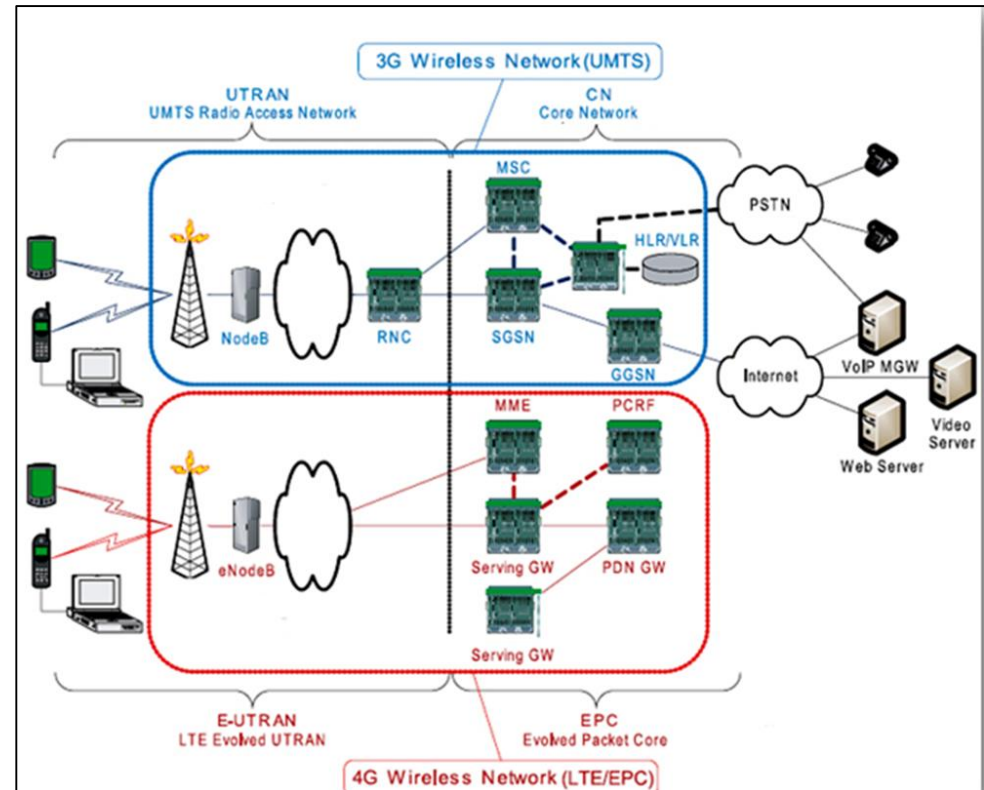 3G Wireless Network(UMTS)
UTRAN
UMTS Radio Access Network
CN
Core Network
MSC
PSTN
HLR/VLR
NodeB
RNC
SGSN
GGSN
Internet
VoIP MGW
MME
PCRF
Video
Server
Web Server
eNodeB
Serving GW
PDN GW
Serving GW
E-UTRAN
LTE Evolved UTRAN
EPC
Evolved Packet Core
4G Wireless Network(LTE/EPC)